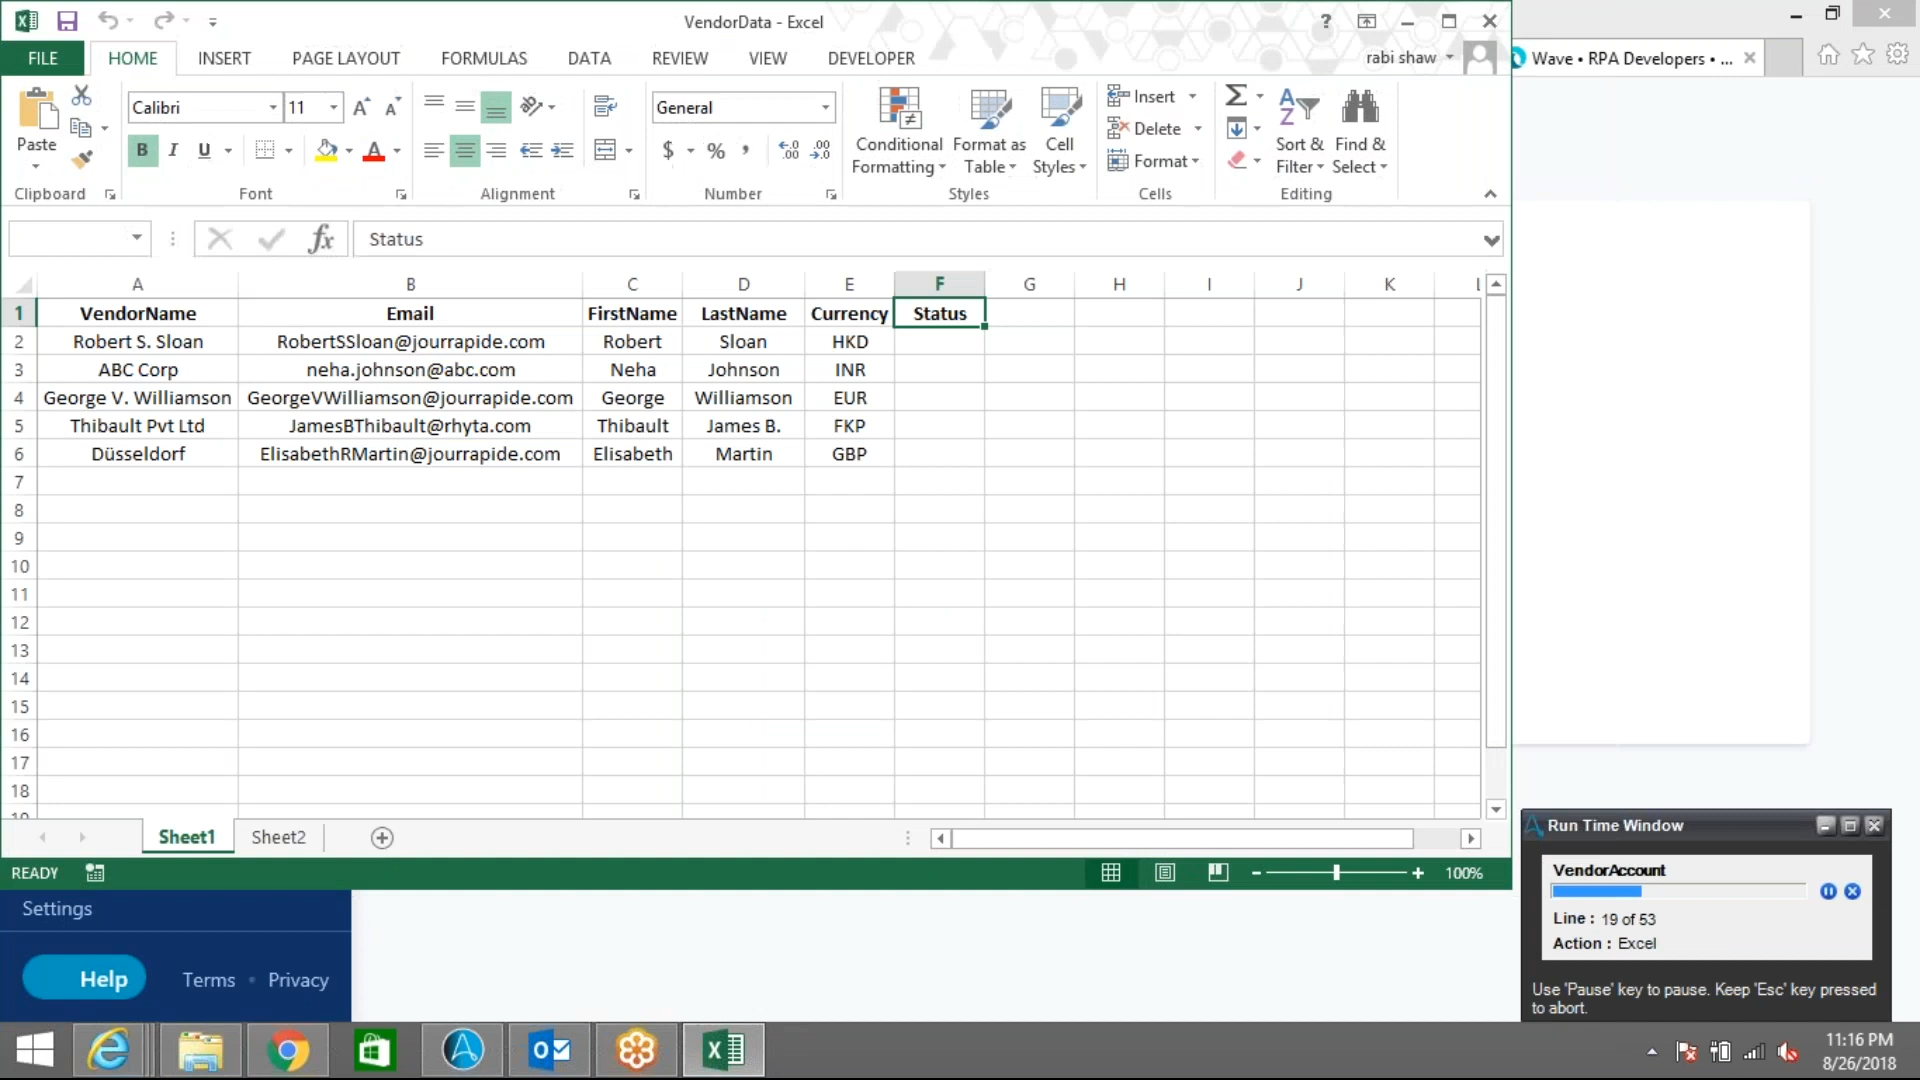 VendorData - Excel
?
FILE
HOME
INSERT
PAGE LAYOUT
FORMULAS
DATA
REVIEW
VIEW
DEVELOPER
rabi shaw
Wave • RPA Developers • ...
Paste
Calibri
11
B I U
General
$ % ,
Conditional Formatting
Format as Table
Cell Styles
Insert
Delete
Format
Sort & Filter
Find & Select
Clipboard
Font
Alignment
Number
Styles
Cells
Editing
fx
Status
A B C D E F G H I J K L
1 VendorName Email FirstName LastName Currency Status
2 Robert S. Sloan RobertSSloan@jourrapide.com Robert Sloan HKD
3 ABC Corp neha.johnson@abc.com Neha Johnson INR
4 George V. Williamson GeorgeVWilliamson@jourrapide.com George Williamson EUR
5 Thibault Pvt Ltd JamesBThibault@rhyta.com Thibault James B. FKP
6 Düsseldorf ElisabethRMartin@jourrapide.com Elisabeth Martin GBP
7
8
9
10
11
12
13
14
15
16
17
18
19
Sheet1
Sheet2
READY
100%
Settings
Help
Terms • Privacy
Run Time Window
VendorAccount
Line : 19 of 53
Action : Excel
Use 'Pause' key to pause. Keep 'Esc' key pressed
to abort.
11:16 PM
8/26/2018